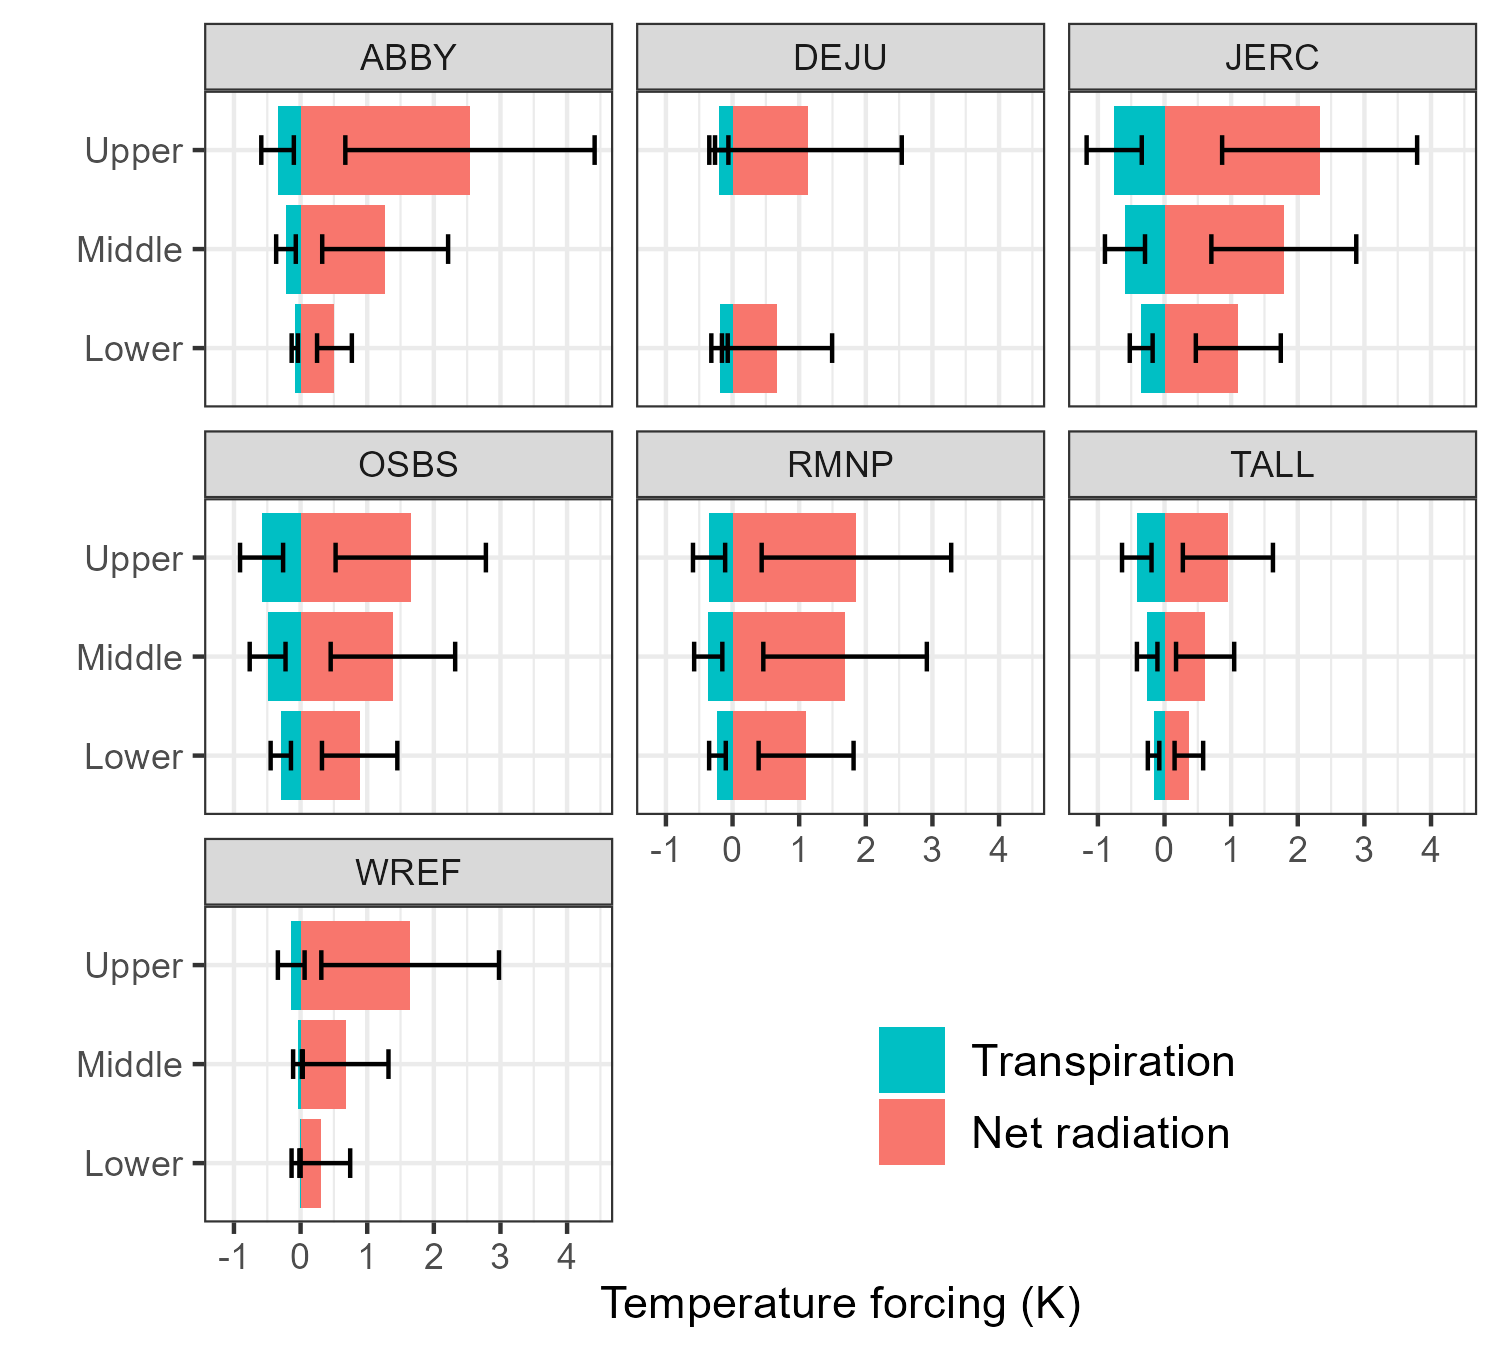 ABBY DEJU JERC
Upper
Middle
Lower
OSBS RMNP TALL
Upper
Middle
Lower
-1 0 1 2 3 4 -1 0 1 2 3 4
WREF
Upper
Middle
Lower
-1 0 1 2 3 4
Transpiration
Net radiation
Temperature forcing (K)